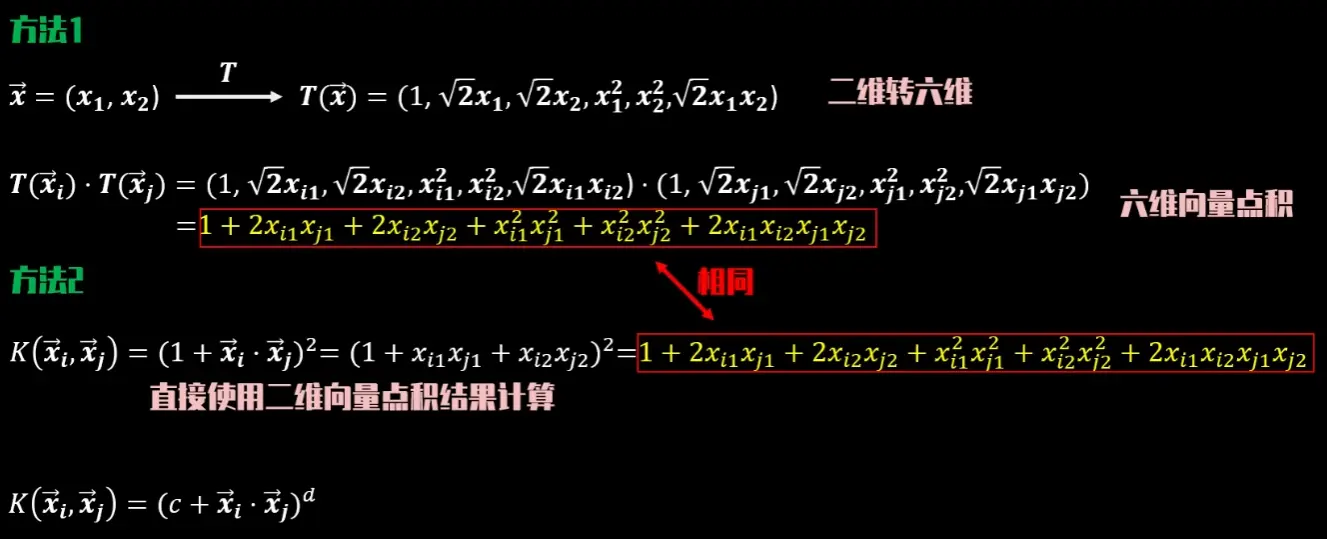 方法1
$\vec{x} = (x_1, x_2) \xrightarrow{T} T(\vec{x}) = (1, \sqrt{2}x_1, \sqrt{2}x_2, x_1^2, x_2^2, \sqrt{2}x_1x_2)$ 二维转六维
$T(\vec{x}_i) \cdot T(\vec{x}_j) = (1, \sqrt{2}x_{i1}, \sqrt{2}x_{i2}, x_{i1}^2, x_{i2}^2, \sqrt{2}x_{i1}x_{i2}) \cdot (1, \sqrt{2}x_{j1}, \sqrt{2}x_{j2}, x_{j1}^2, x_{j2}^2, \sqrt{2}x_{j1}x_{j2})$
六维向量点积
$= 1 + 2x_{i1}x_{j1} + 2x_{i2}x_{j2} + x_{i1}^2x_{j1}^2 + x_{i2}^2x_{j2}^2 + 2x_{i1}x_{i2}x_{j1}x_{j2}$
方法2
相同
$K(\vec{x}_i, \vec{x}_j) = (1 + \vec{x}_i \cdot \vec{x}_j)^2 = (1 + x_{i1}x_{j1} + x_{i2}x_{j2})^2 = 1 + 2x_{i1}x_{j1} + 2x_{i2}x_{j2} + x_{i1}^2x_{j1}^2 + x_{i2}^2x_{j2}^2 + 2x_{i1}x_{i2}x_{j1}x_{j2}$
直接使用二维向量点积结果计算
$K(\vec{x}_i, \vec{x}_j) = (c + \vec{x}_i \cdot \vec{x}_j)^d$